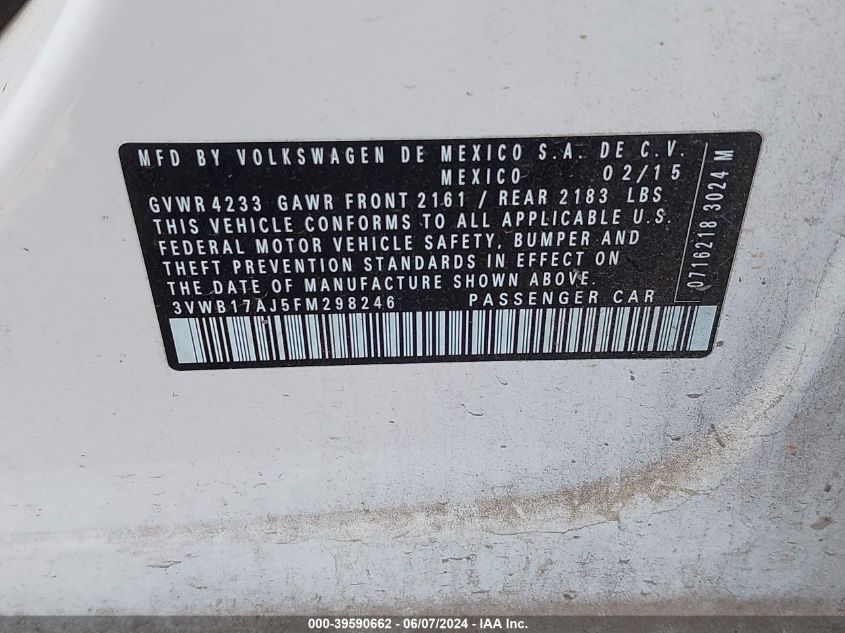 MFD BY VOLKSWAGEN DE MEXICO S.A. DE C.V.
MEXICO 02/15
GVWR 4233 GAWR FRONT 2161 / REAR 2183 LBS
THIS VEHICLE CONFORMS TO ALL APPLICABLE U.S.
FEDERAL MOTOR VEHICLE SAFETY, BUMPER AND
THEFT PREVENTION STANDARDS IN EFFECT ON
THE DATE OF MANUFACTURE SHOWN ABOVE.
3VWB17AJ5FM298246 PASSENGER CAR
0716218 3024 M
000-39590662 - 06/07/2024 - IAA Inc.